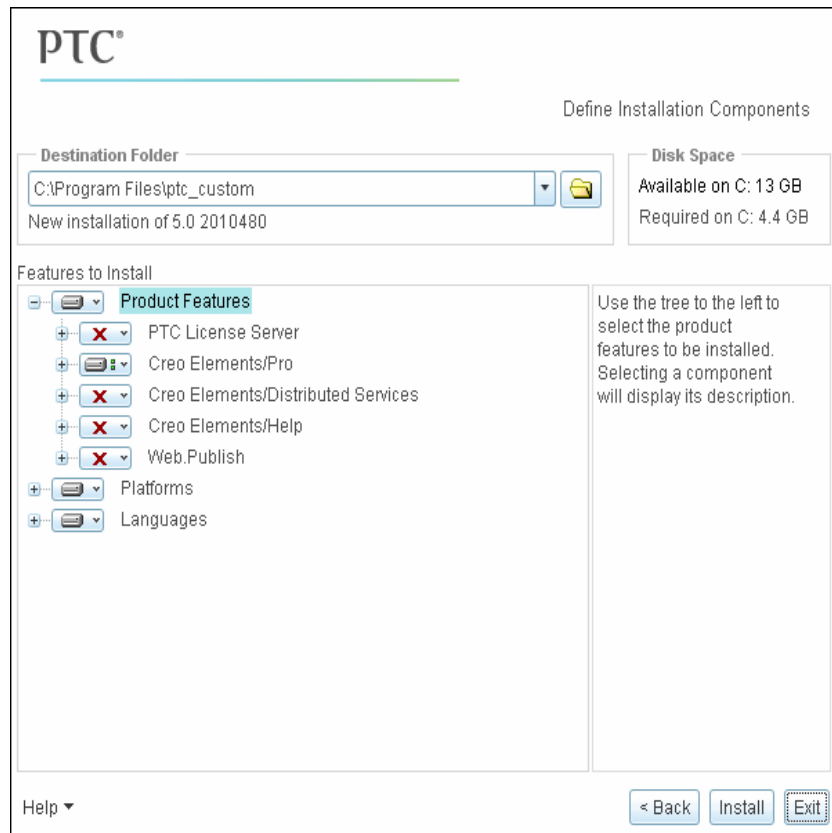 PTC®
Define Installation Components
Destination Folder
C:\Program Files\ptc_custom
New installation of 5.0 2010480
Disk Space
Available on C: 13 GB
Required on C: 4.4 GB
Features to Install
Product Features
PTC License Server
Creo Elements/Pro
Creo Elements/Distributed Services
Creo Elements/Help
Web.Publish
Platforms
Languages
Use the tree to the left to
select the product
features to be installed.
Selecting a component
will display its description.
Help
< Back
Install
Exit